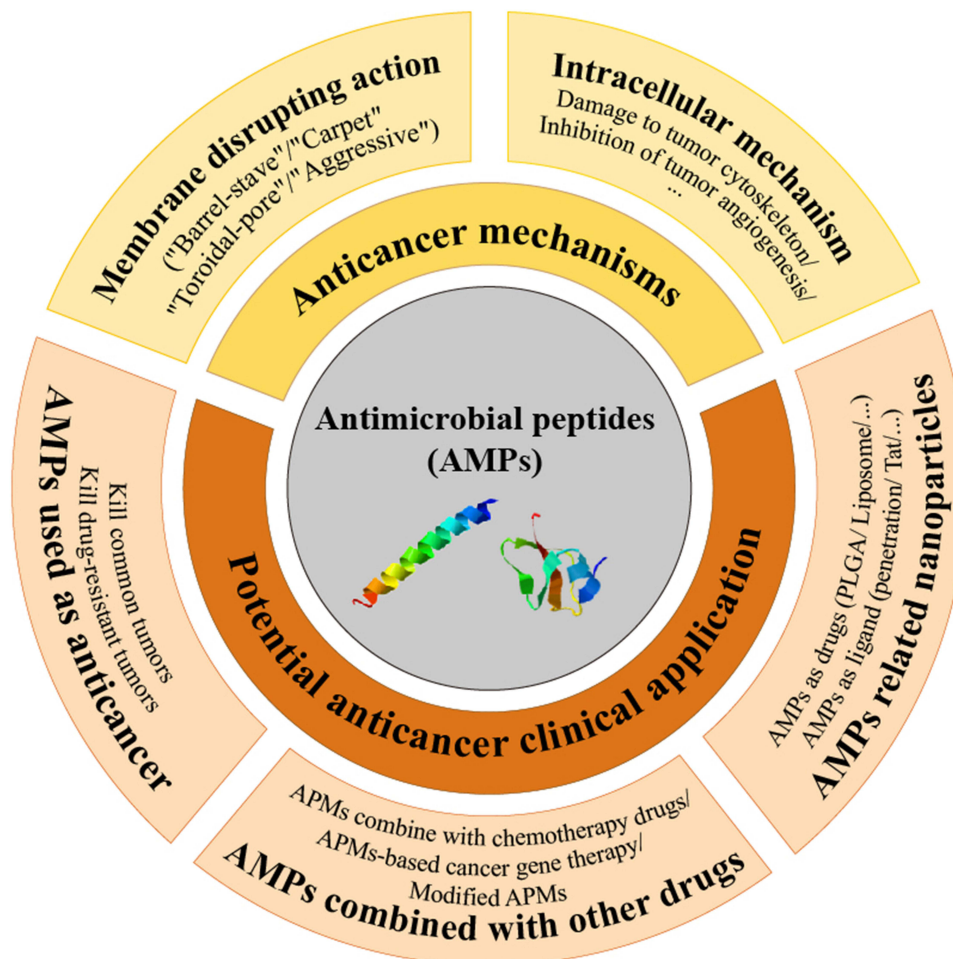 Membrane disrupting action
("Barrel-stave"/"Carpet"
"Toroidal-pore"/"Aggressive")
Intracellular mechanism
Damage to tumor cytoskeleton/
Inhibition of tumor angiogenesis/
...
Anticancer mechanisms
Antimicrobial peptides
(AMPs)
Potential anticancer clinical application
AMPs used as anticancer
Kill common tumors
Kill drug-resistant tumors
APMs combine with chemotherapy drugs/
APMs-based cancer gene therapy/
Modified APMs
AMPs combined with other drugs
AMPs as drugs (PLGA/ Liposome/...)
AMPs as ligand (penetration/ Tat/...)
AMPs related nanoparticles